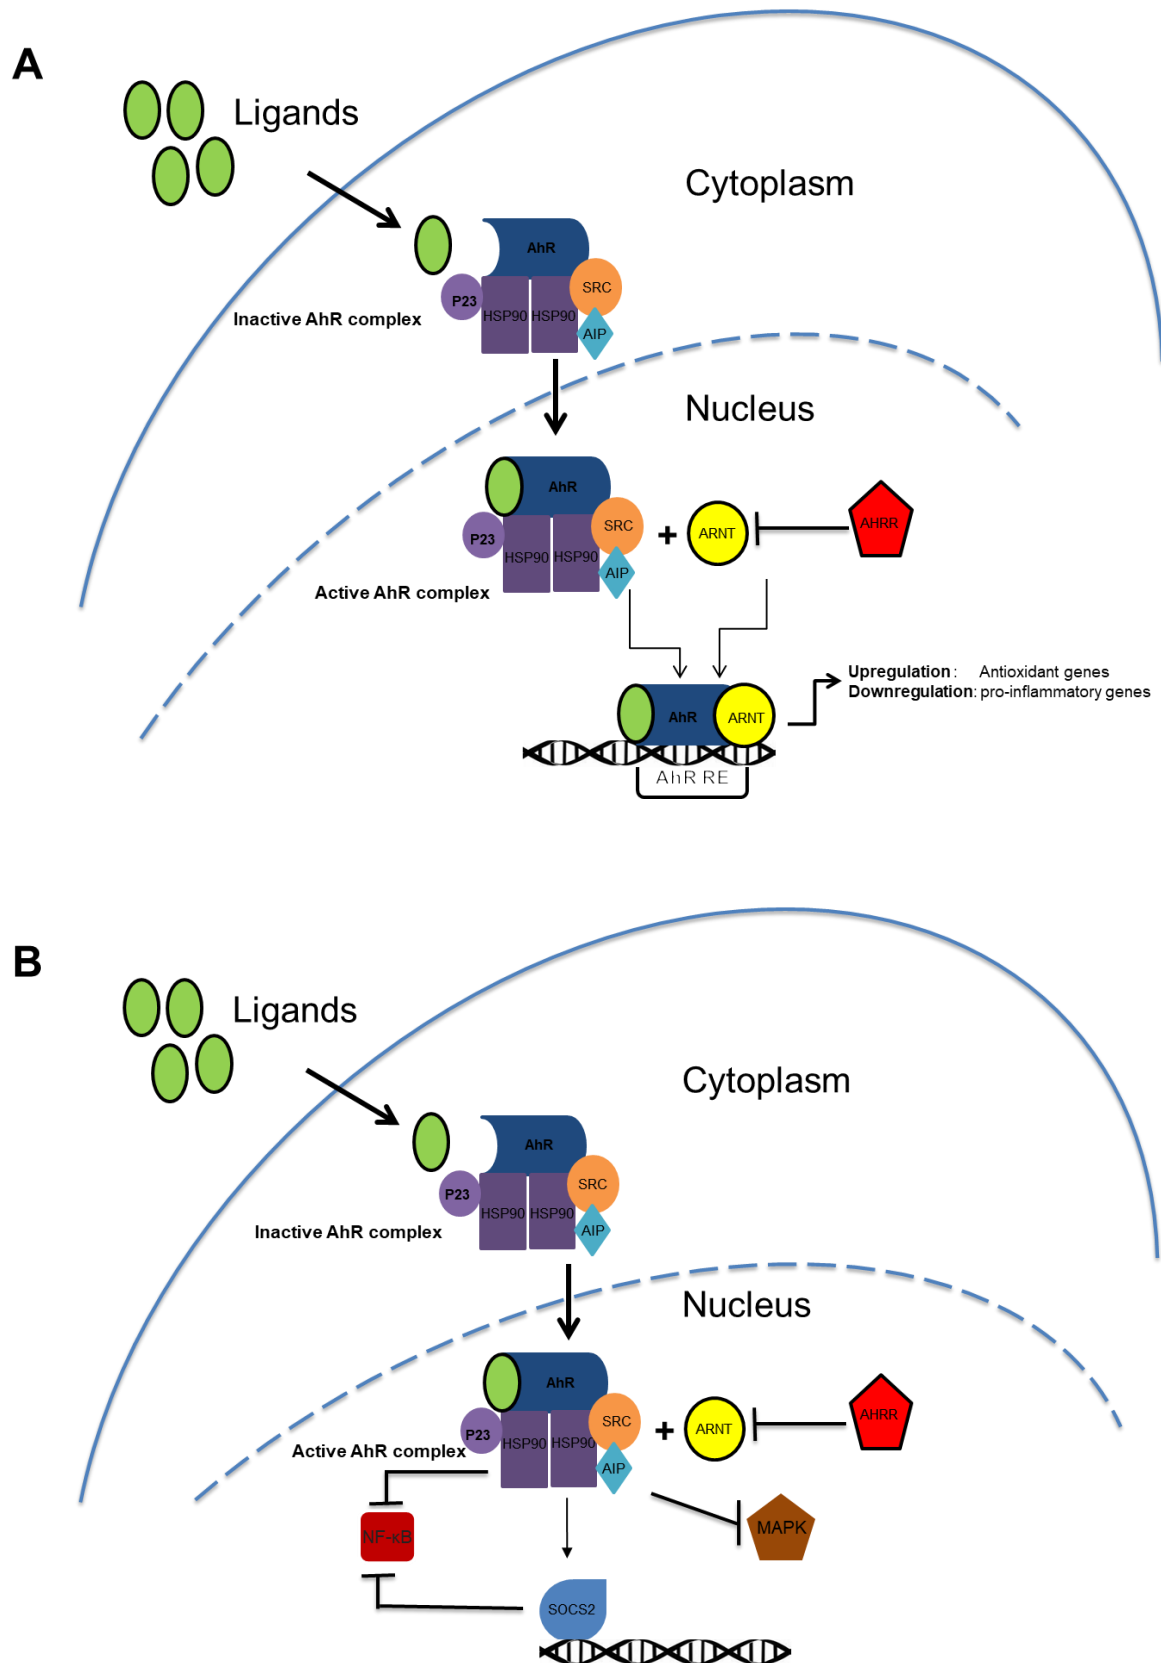 A
Ligands
Cytoplasm
AhR
SRC
P23
HSP90 HSP90
Inactive AhR complex
AIP
Nucleus
AhR
SRC
ARNT
AHRR
+
P23
HSP90 HSP90
AIP
Active AhR complex
Upregulation : Antioxidant genes
Downregulation: pro-inflammatory genes
AhR
ARNT
AhR RE
B
Ligands
Cytoplasm
AhR
SRC
P23
HSP90 HSP90
Inactive AhR complex
AIP
Nucleus
AhR
SRC
+
ARNT
AHRR
P23
HSP90 HSP90
Active AhR complex
AIP
NF-κB
MAPK
SOCS2